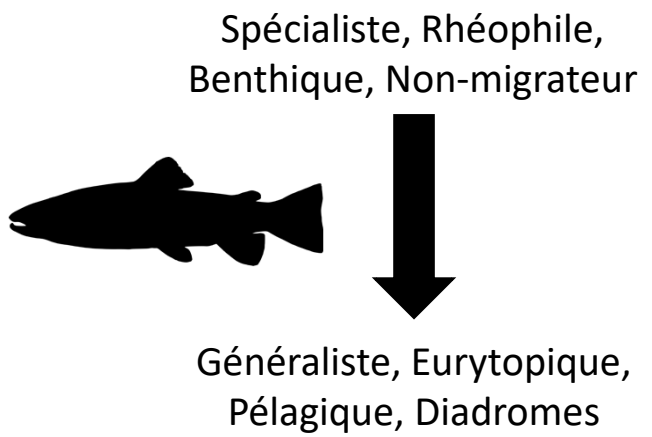 Spécialiste, Rhéophile,
Benthique, Non-migrateur
Généraliste, Eurytopique,
Pélagique, Diadromes